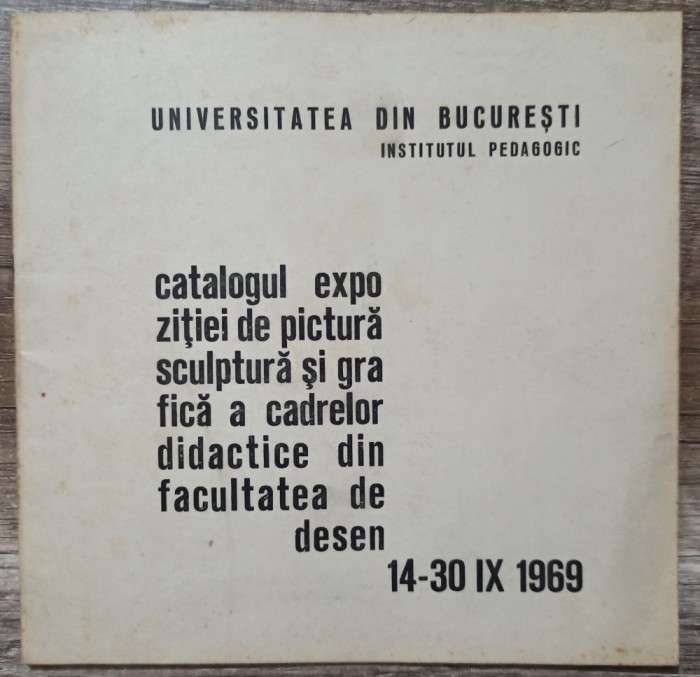 UNIVERSITATEA DIN BUCUREȘTI
INSTITUTUL PEDAGOGIC
catalogul expo
ziţiei de pictură
sculptură şi gra
fică a cadrelor
didactice din
facultatea de
desen
14-30 IX 1969